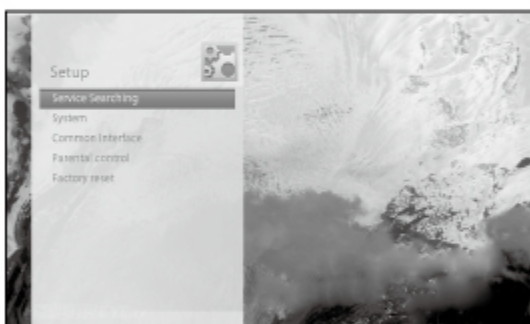 Setup
Service Searching
System
Common Interface
Parental control
Factory reset